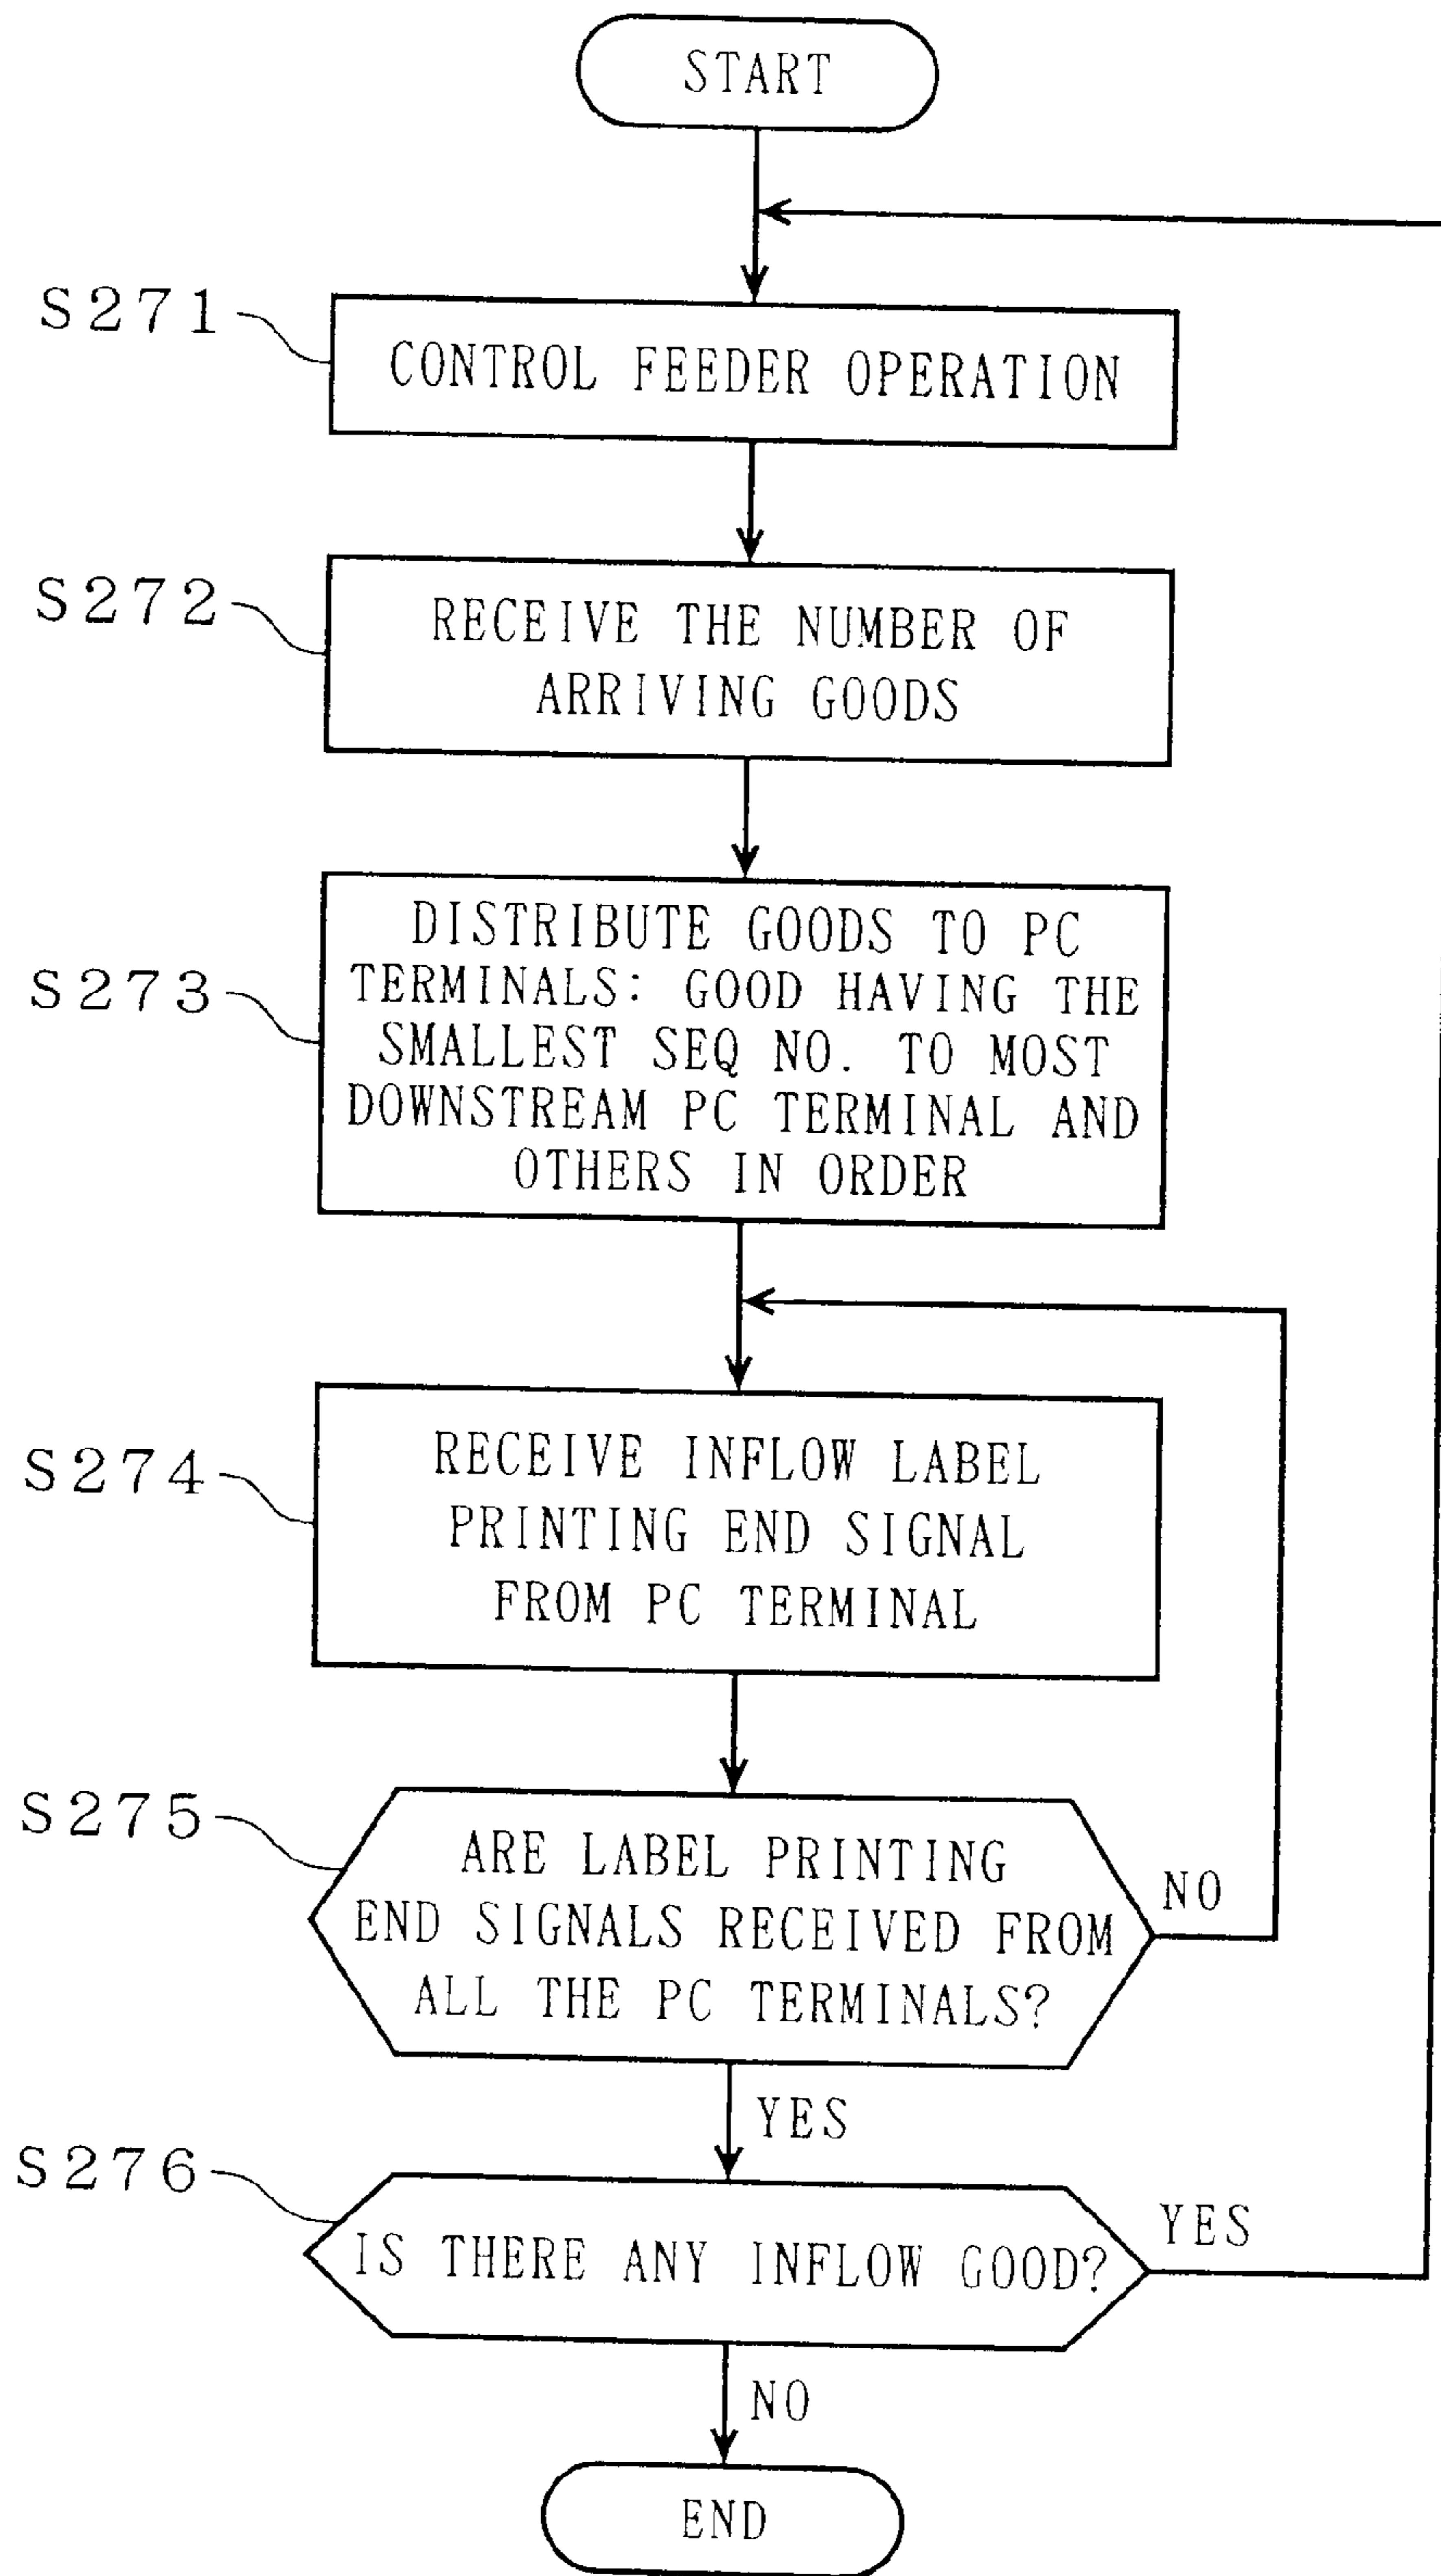 START
S271
CONTROL FEEDER OPERATION
S272
RECEIVE THE NUMBER OF
ARRIVING GOODS
S273
DISTRIBUTE GOODS TO PC
TERMINALS: GOOD HAVING THE
SMALLEST SEQ NO. TO MOST
DOWNSTREAM PC TERMINAL AND
OTHERS IN ORDER
S274
RECEIVE INFLOW LABEL
PRINTING END SIGNAL
FROM PC TERMINAL
S275
ARE LABEL PRINTING
END SIGNALS RECEIVED FROM
ALL THE PC TERMINALS?
NO
YES
S276
IS THERE ANY INFLOW GOOD?
YES
NO
END